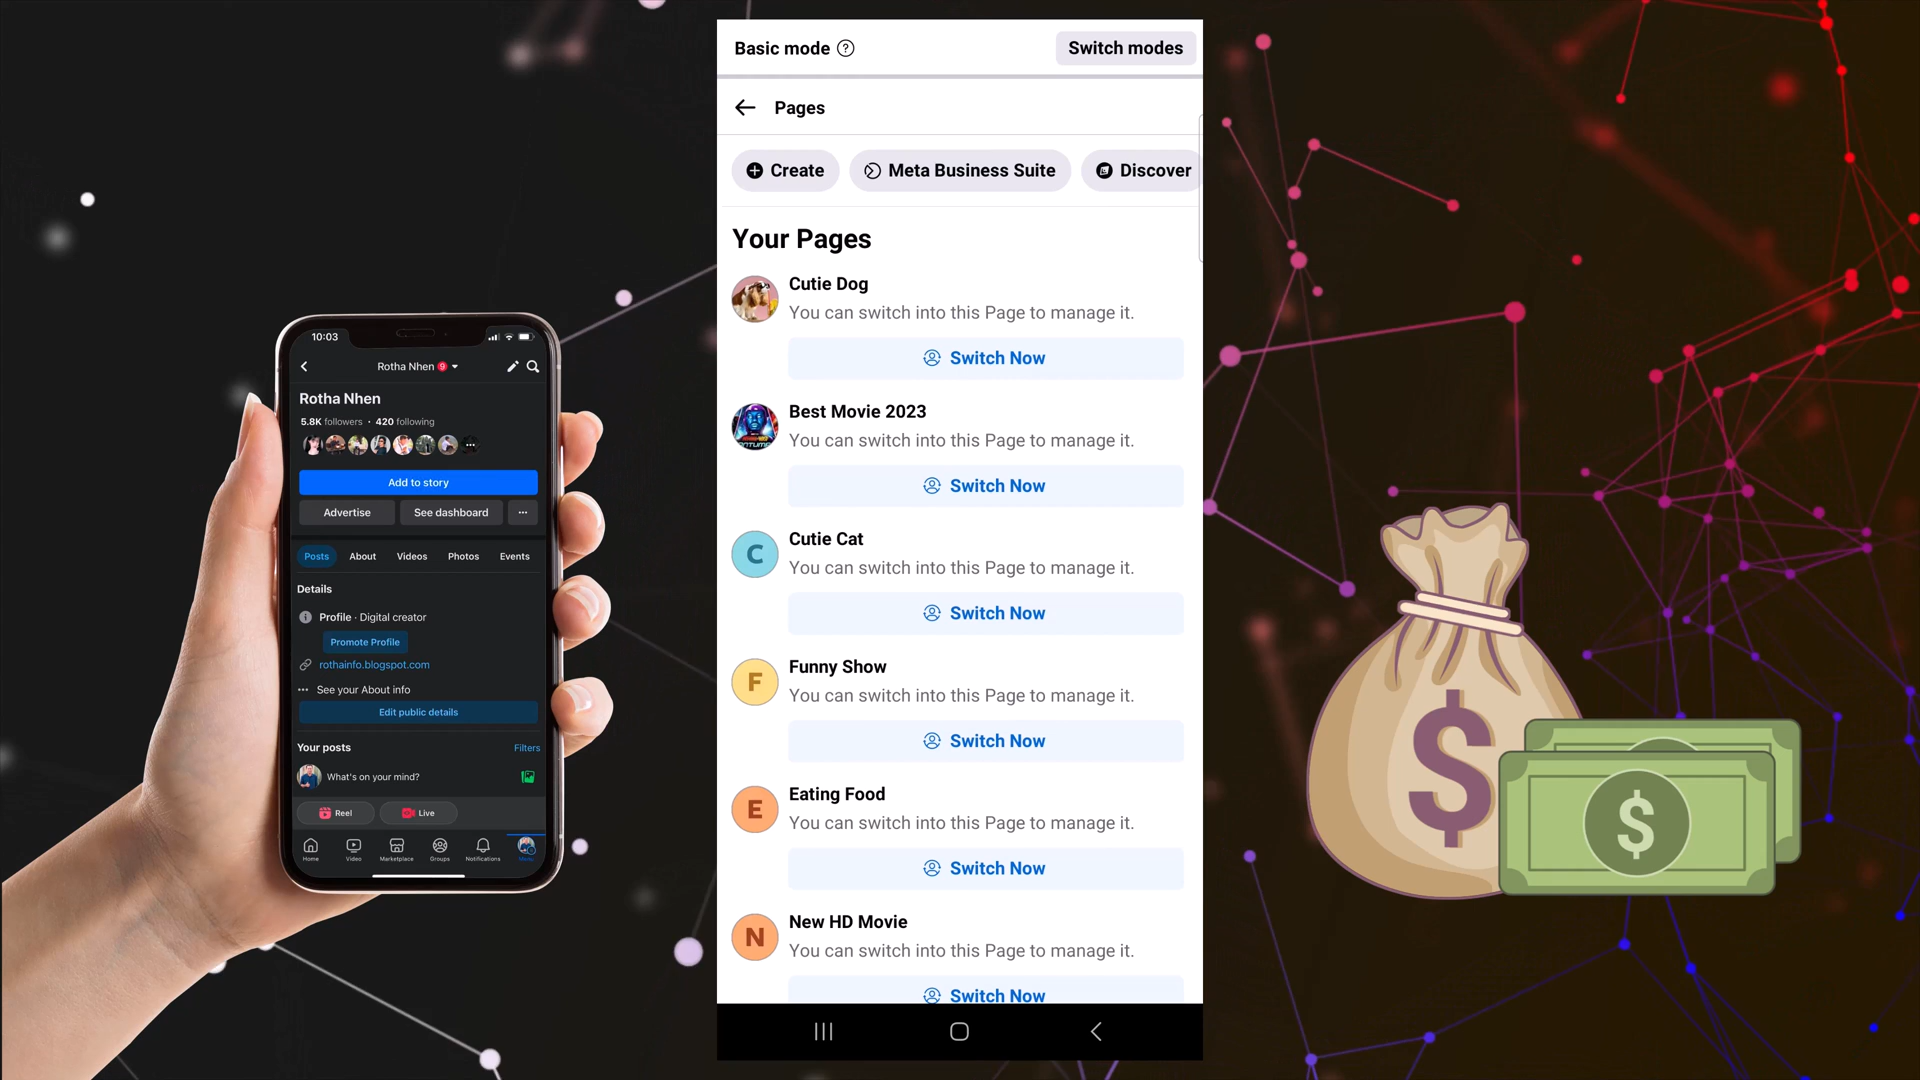 10:03
Rotha Nhen 9
Rotha Nhen
5.8K followers · 420 following
Add to story
Advertise
See dashboard
Posts
About
Videos
Photos
Events
Details
Profile · Digital creator
Promote Profile
rothainfo.blogspot.com
See your About info
Edit public details
Your posts
Filters
What's on your mind?
Reel
Live
Home
Video
Marketplace
Groups
Notifications
Menu
Basic mode ?
Switch modes
Pages
Create
Meta Business Suite
Discover
Your Pages
Cutie Dog
You can switch into this Page to manage it.
Switch Now
Best Movie 2023
You can switch into this Page to manage it.
Switch Now
C
Cutie Cat
You can switch into this Page to manage it.
Switch Now
F
Funny Show
You can switch into this Page to manage it.
Switch Now
E
Eating Food
You can switch into this Page to manage it.
Switch Now
N
New HD Movie
You can switch into this Page to manage it.
Switch Now
$
$